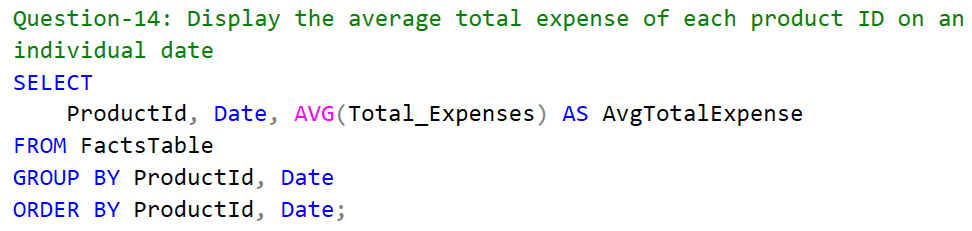 Question-14: Display the average total expense of each product ID on an
individual date
SELECT
    ProductId, Date, AVG(Total_Expenses) AS AvgTotalExpense
FROM FactsTable
GROUP BY ProductId, Date
ORDER BY ProductId, Date;